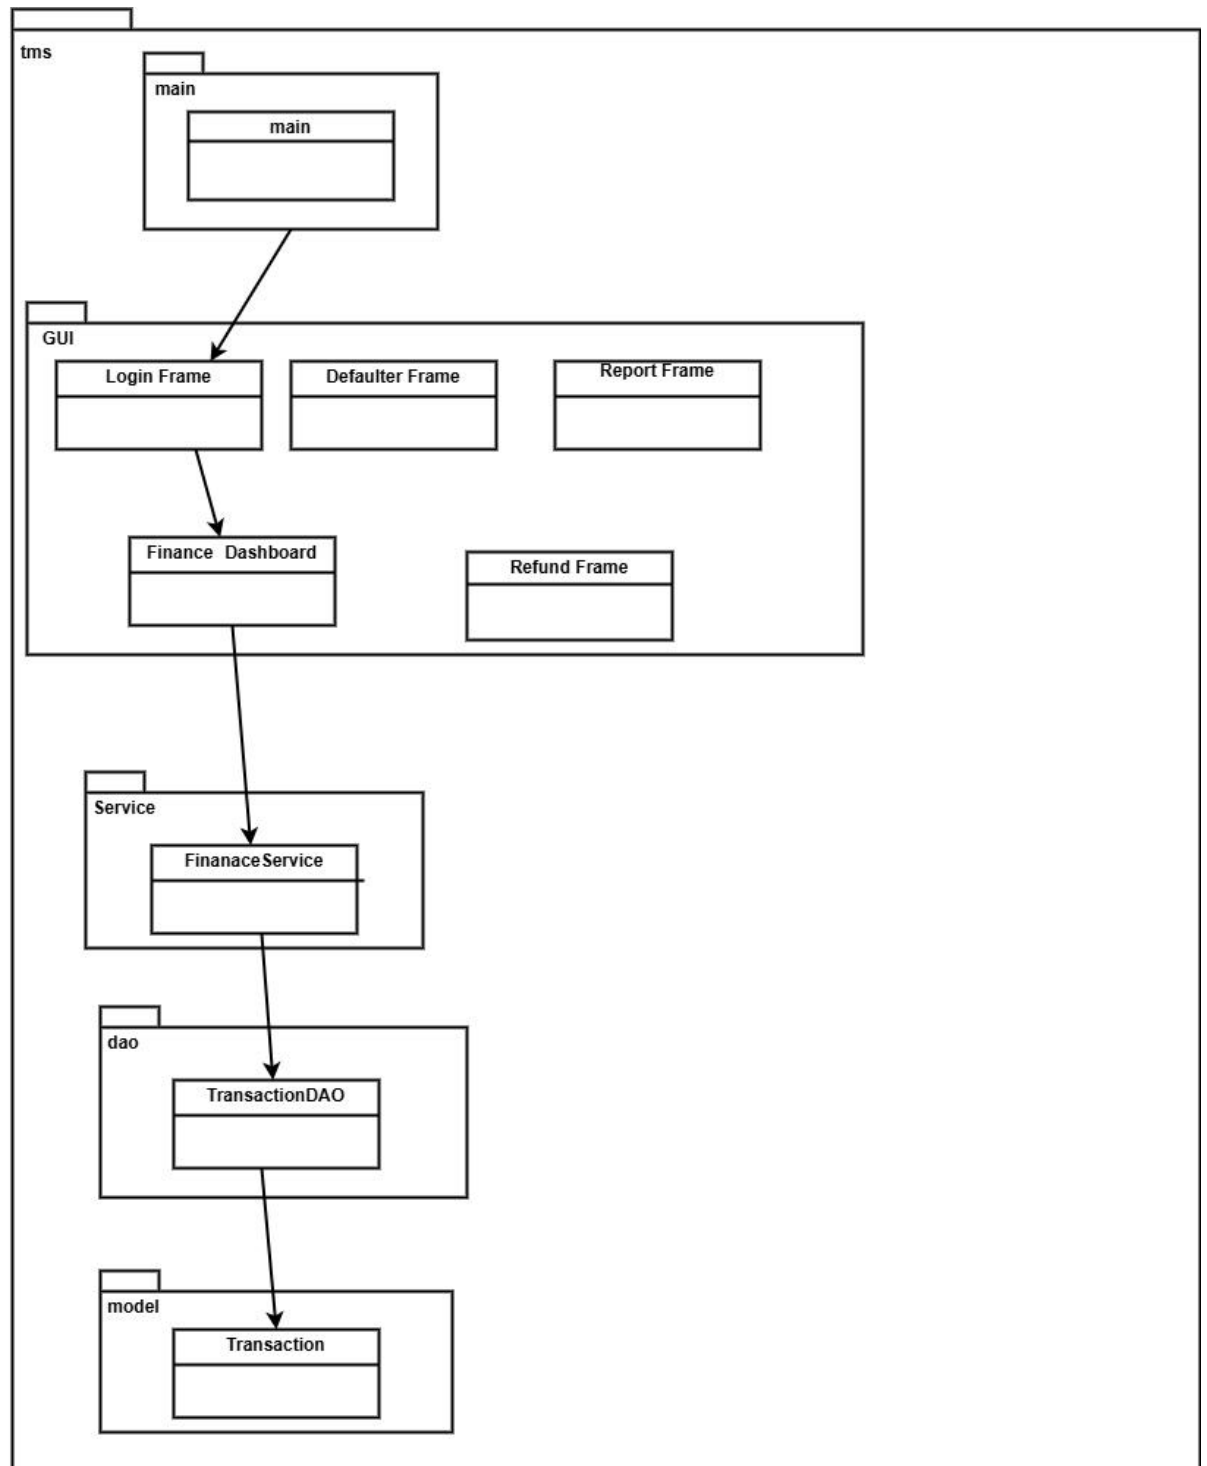 tms
main
main
GUI
Login Frame
Defaulter Frame
Report Frame
Finance Dashboard
Refund Frame
Service
FinanaceService
dao
TransactionDAO
model
Transaction